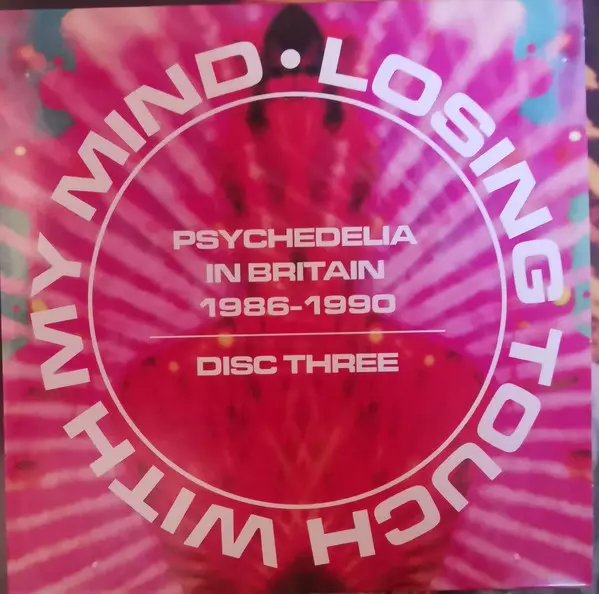 LOSING TOUCH WITH MY MIND •
PSYCHEDELIA
IN BRITAIN
1986-1990
DISC THREE